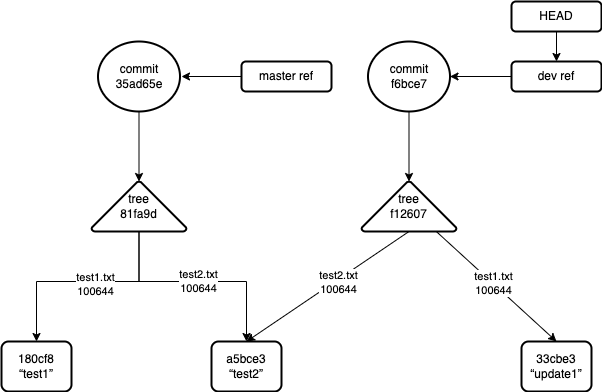 HEAD
commit
35ad65e
master ref
commit
f6bce7
dev ref
tree
81fa9d
tree
f12607
test1.txt
100644
test2.txt
100644
test2.txt
100644
test1.txt
100644
180cf8
“test1”
a5bce3
“test2”
33cbe3
“update1”